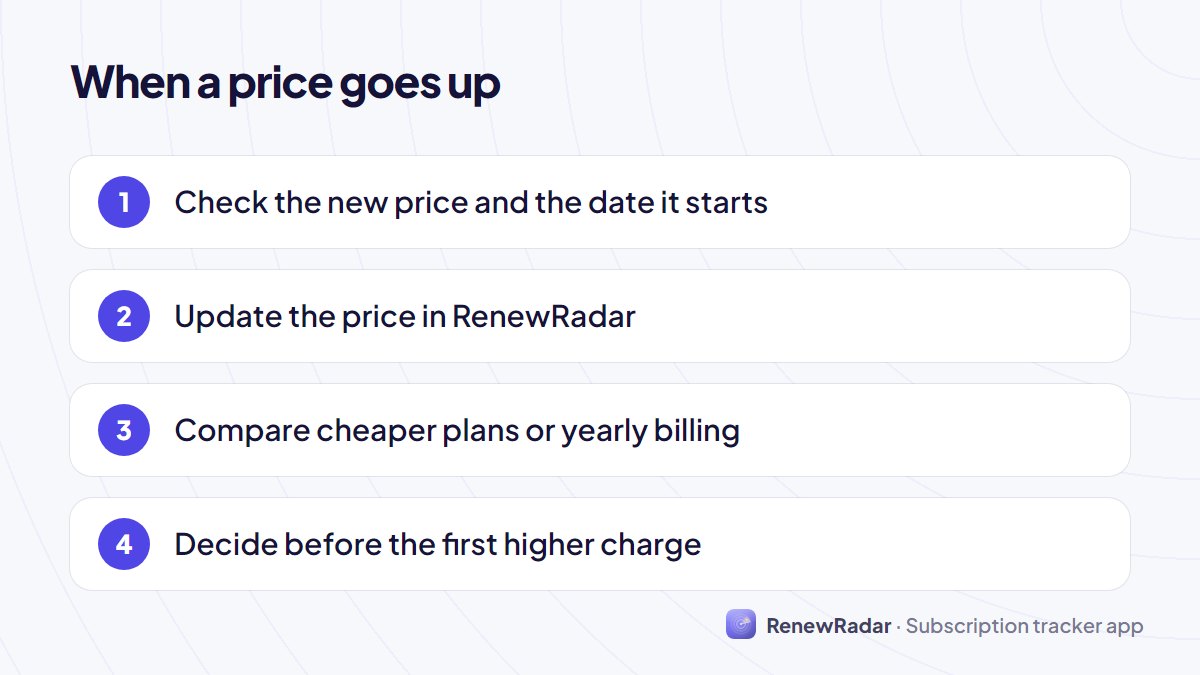 When a price goes up
1 Check the new price and the date it starts
2 Update the price in RenewRadar
3 Compare cheaper plans or yearly billing
4 Decide before the first higher charge
RenewRadar · Subscription tracker app